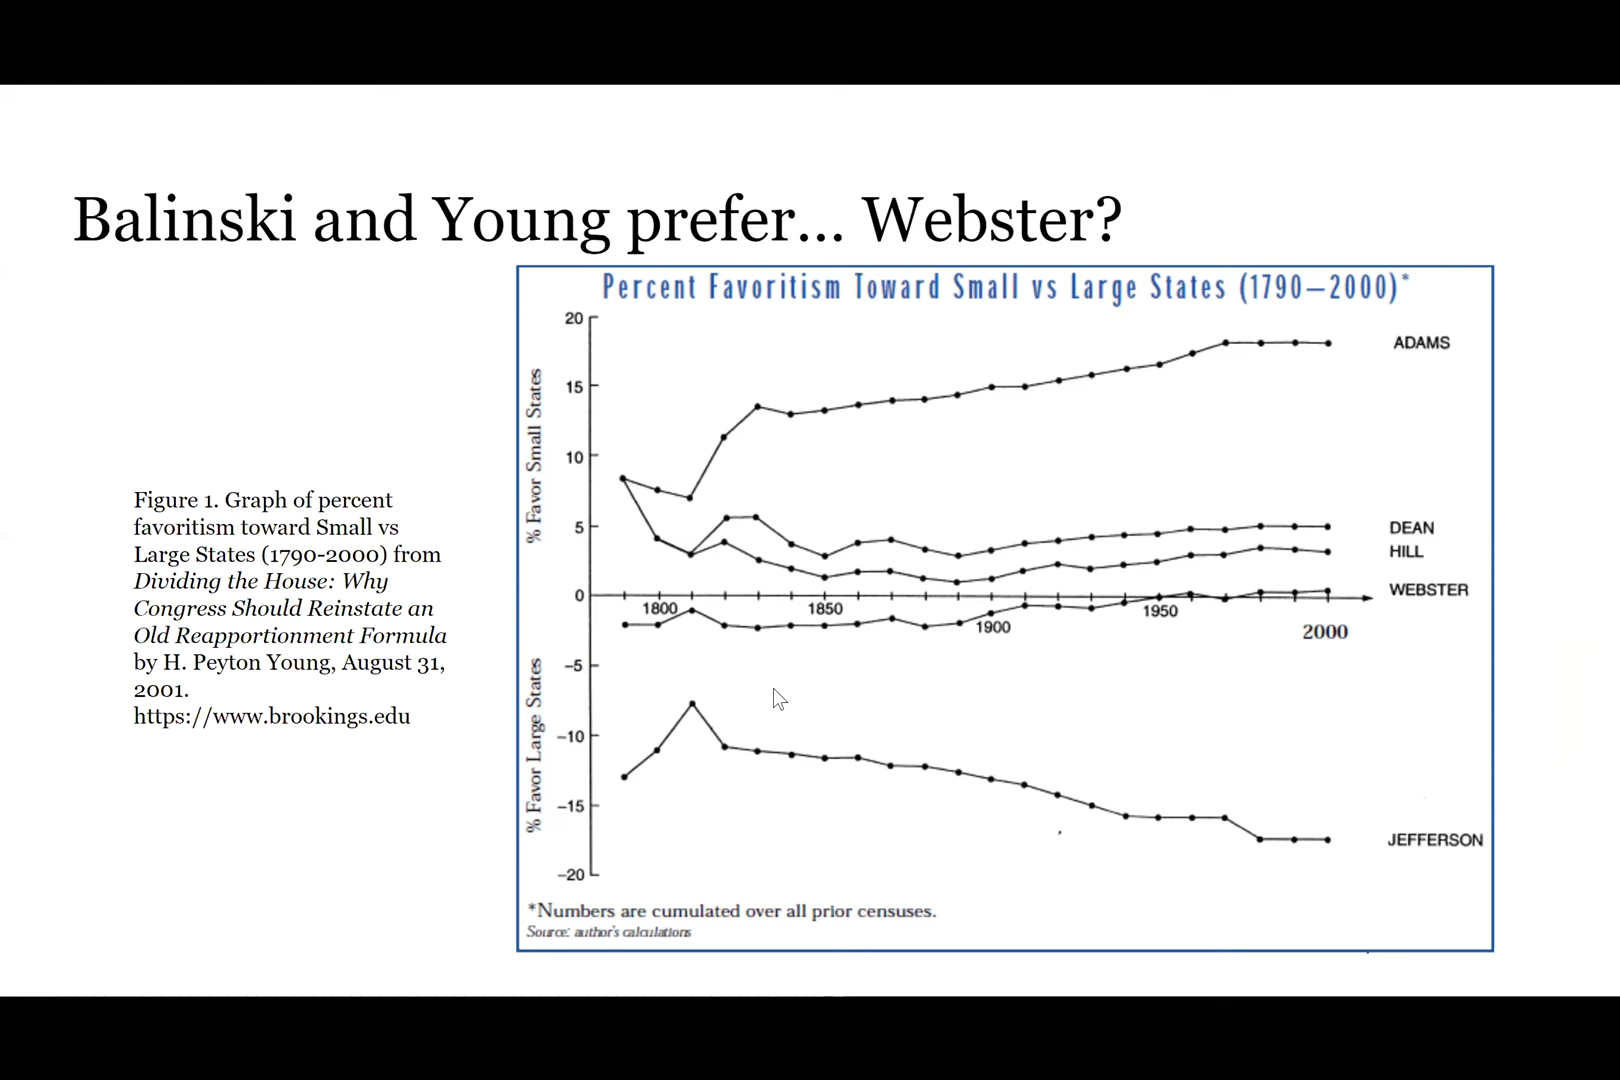 Balinski and Young prefer... Webster?
Percent Favoritism Toward Small vs Large States (1790–2000)*
% Favor Small States
% Favor Large States
20
15
10
5
0
-5
-10
-15
-20
1800
1850
1900
1950
2000
ADAMS
DEAN
HILL
WEBSTER
JEFFERSON
*Numbers are cumulated over all prior censuses.
Source: author's calculations
Figure 1. Graph of percent
favoritism toward Small vs
Large States (1790-2000) from
Dividing the House: Why
Congress Should Reinstate an
Old Reapportionment Formula
by H. Peyton Young, August 31,
2001.
https://www.brookings.edu